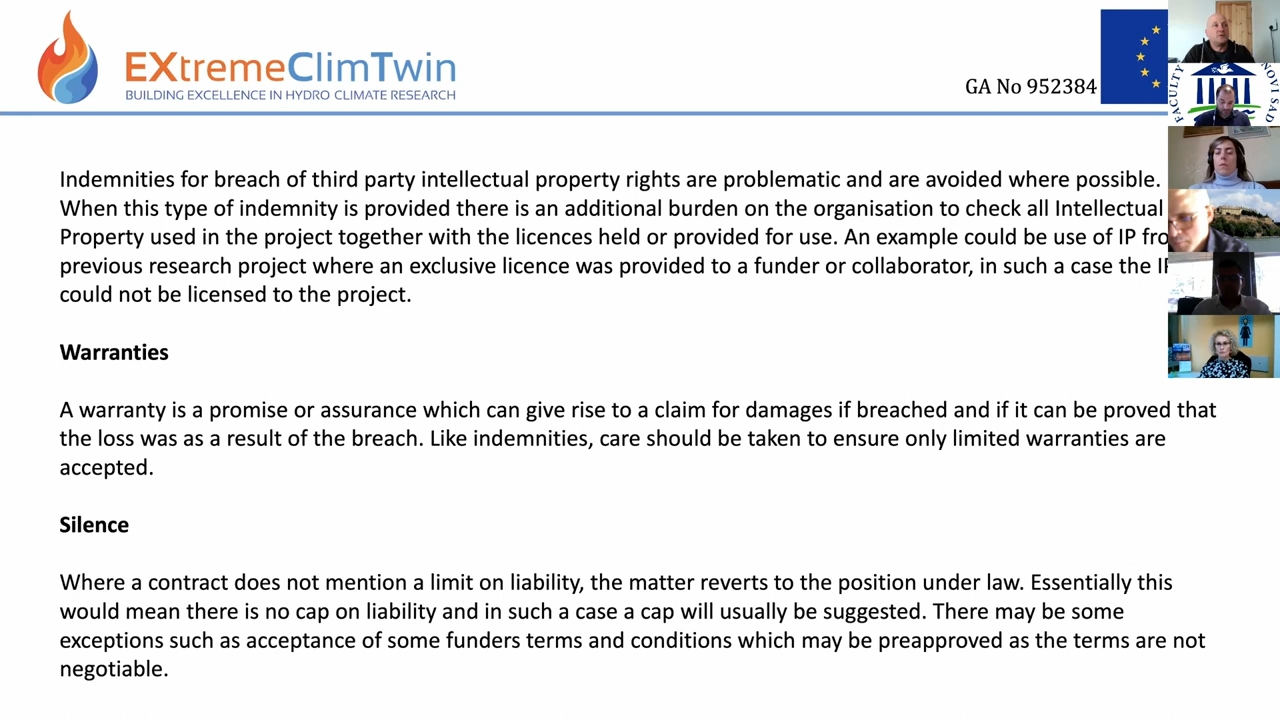 EXtremeClimTwin
BUILDING EXCELLENCE IN HYDRO CLIMATE RESEARCH
GA No 952384
FACULTY
NOVI SAD
Indemnities for breach of third party intellectual property rights are problematic and are avoided where possible.
When this type of indemnity is provided there is an additional burden on the organisation to check all Intellectual
Property used in the project together with the licences held or provided for use. An example could be use of IP
previous research project where an exclusive licence was provided to a funder or collaborator, in such a case the
could not be licensed to the project.
Warranties
A warranty is a promise or assurance which can give rise to a claim for damages if breached and if it can be proved that
the loss was as a result of the breach. Like indemnities, care should be taken to ensure only limited warranties are
accepted.
Silence
Where a contract does not mention a limit on liability, the matter reverts to the position under law. Essentially this
would mean there is no cap on liability and in such a case a cap will usually be suggested. There may be some
exceptions such as acceptance of some funders terms and conditions which may be preapproved as the terms are not
negotiable.